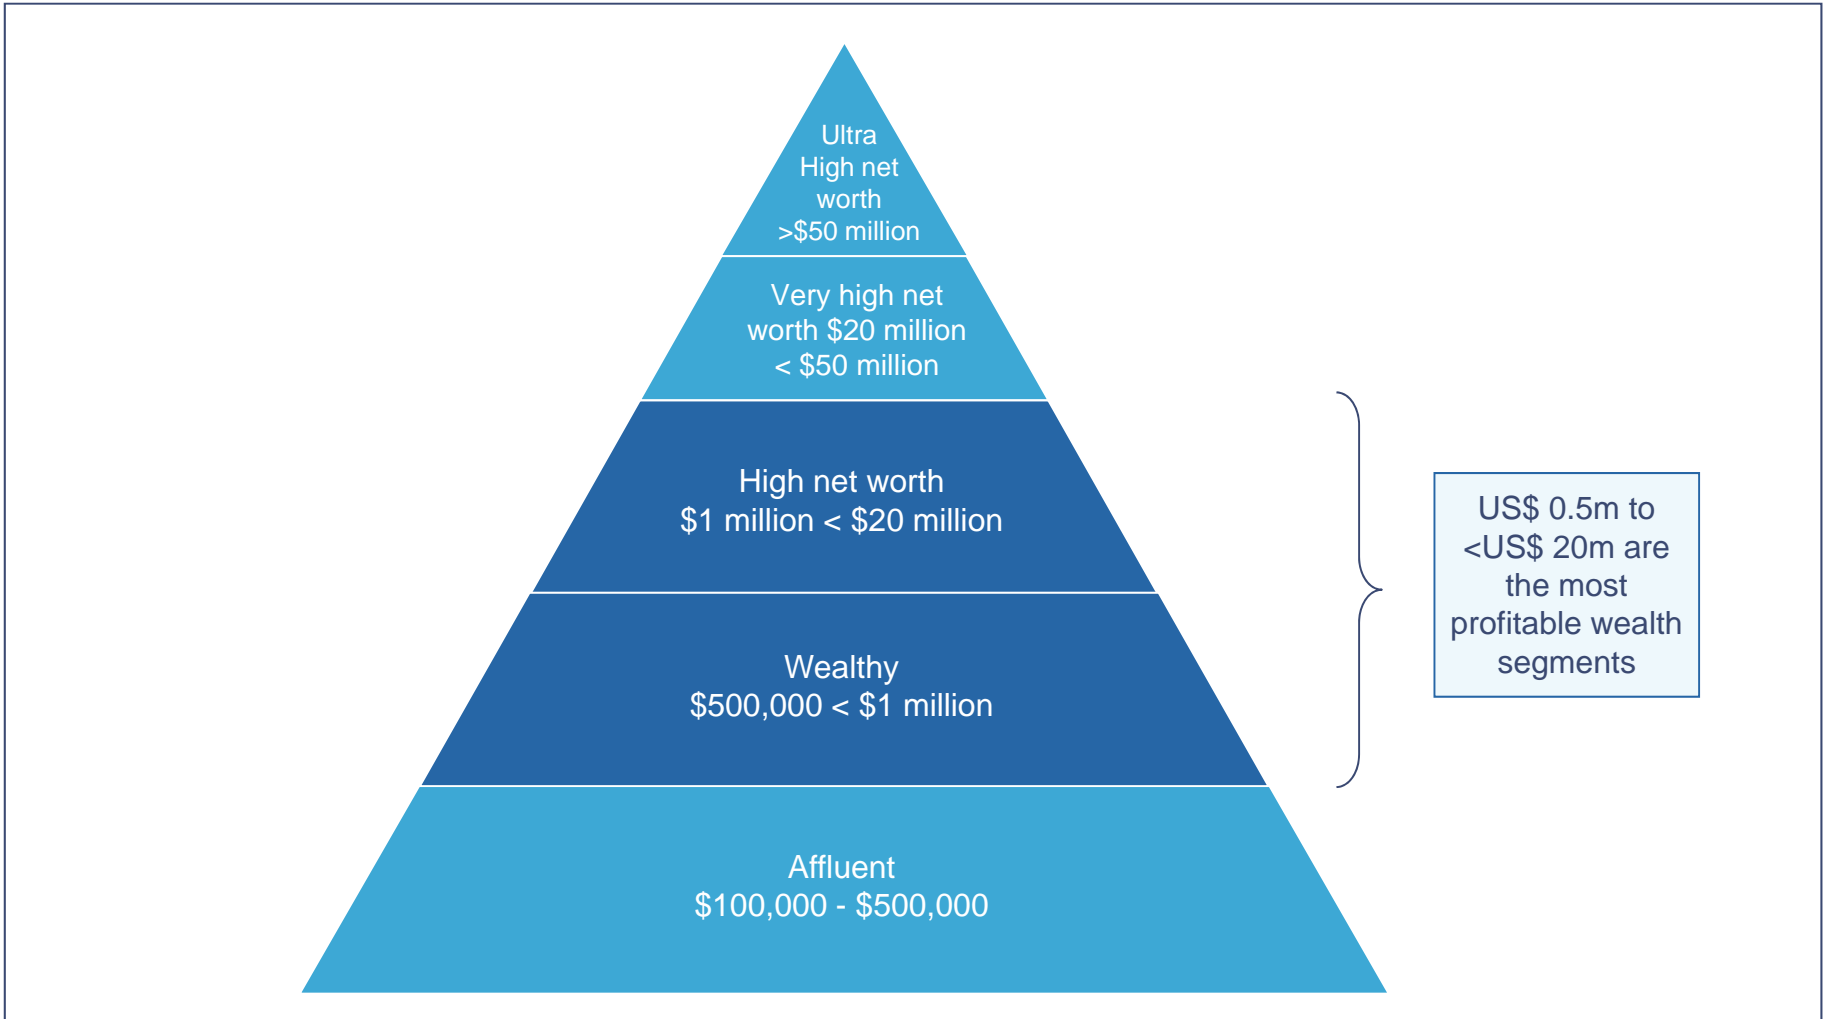 Ultra
High net
worth
>$50 million
Very high net
worth $20 million
< $50 million
High net worth
$1 million < $20 million
Wealthy
$500,000 < $1 million
Affluent
$100,000 - $500,000
US$ 0.5m to
<US$ 20m are
the most
profitable wealth
segments